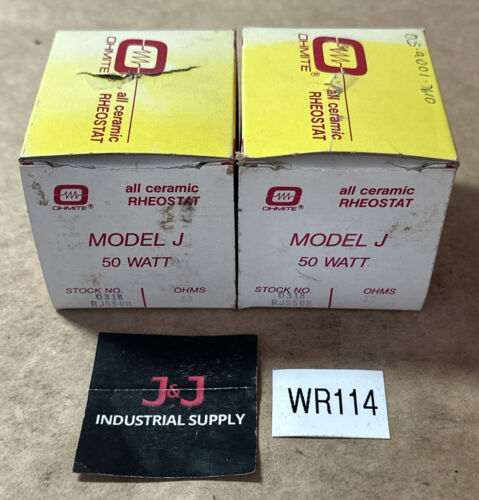 OHMITE®
all ceramic
RHEOSTAT
OHMITE®
all ceramic
RHEOSTAT
OHMITE®
all ceramic
RHEOSTAT
MODEL J
50 WATT
STOCK NO.
OHMS
0318
RJS50R
50
OHMITE®
all ceramic
RHEOSTAT
MODEL J
50 WATT
STOCK NO.
OHMS
0318
RJS50R
50
J&J
INDUSTRIAL SUPPLY
WR114